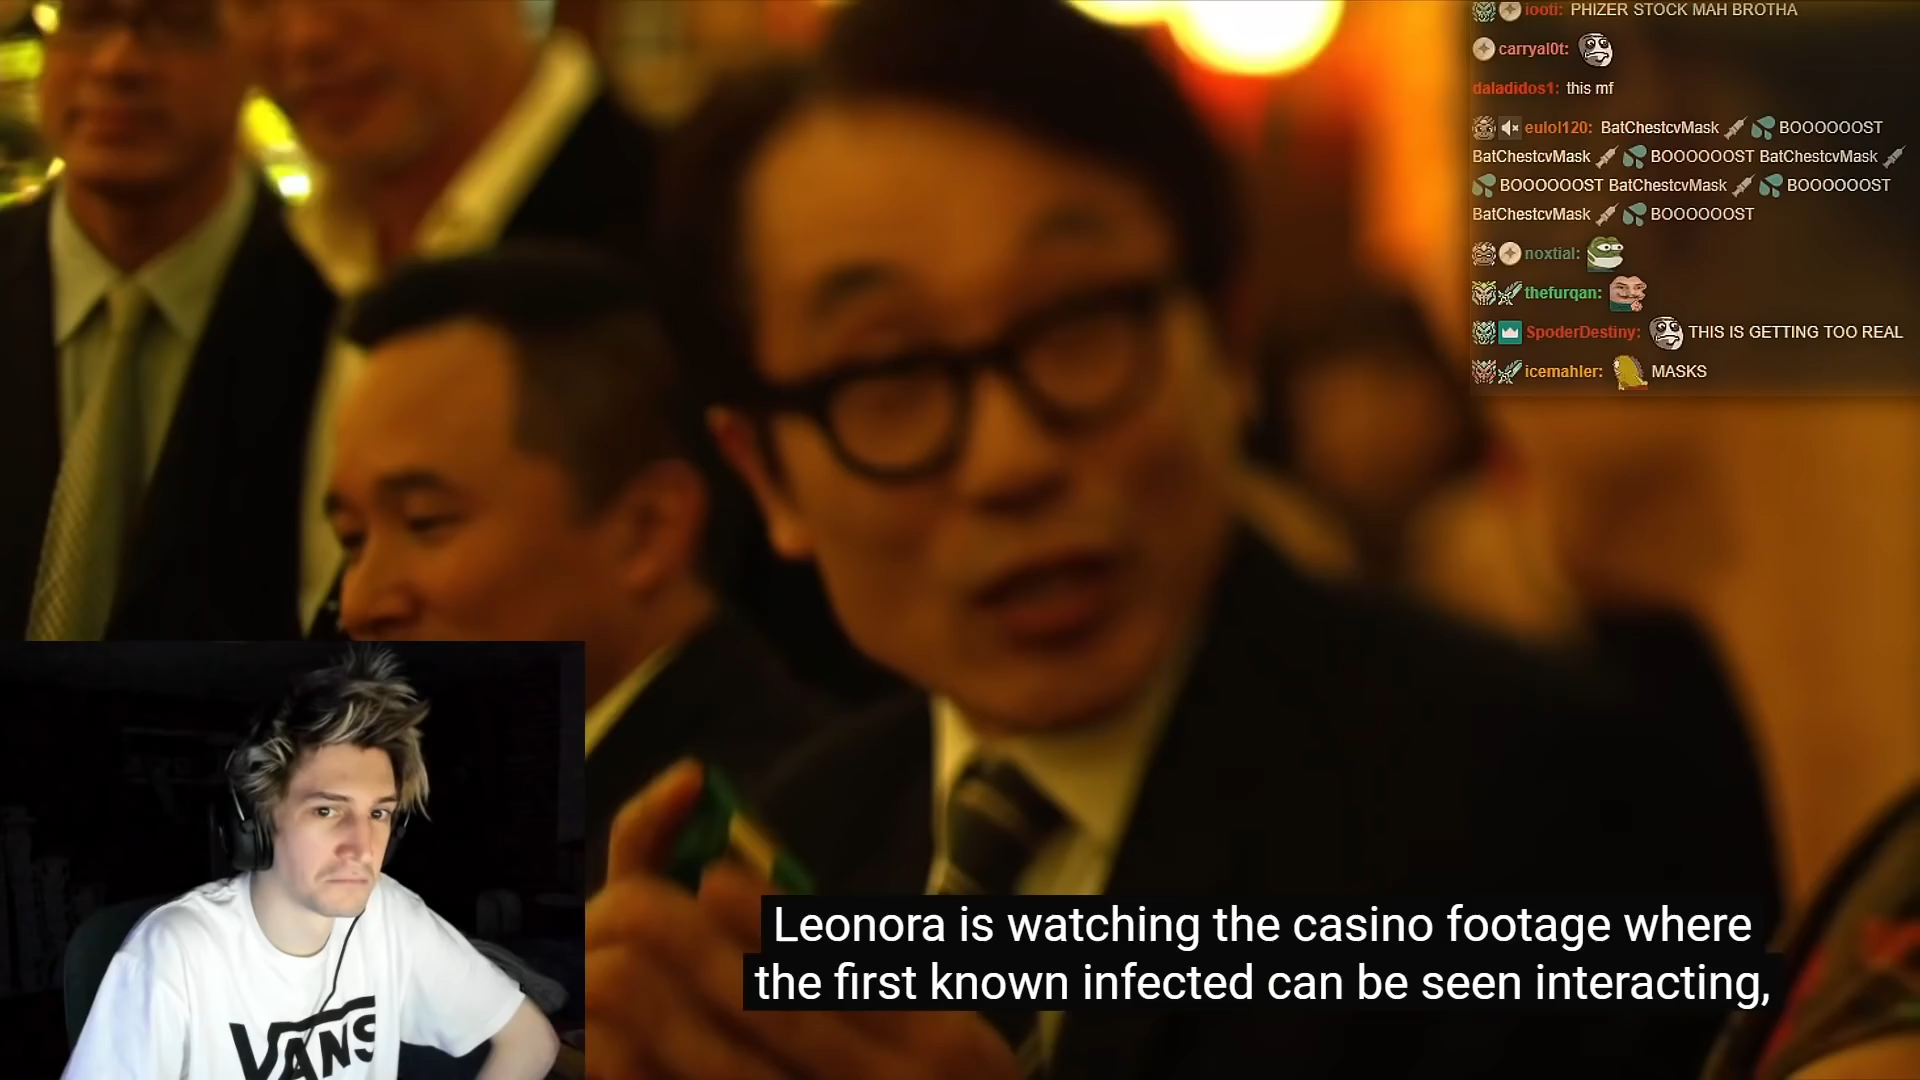 iooti: PHIZER STOCK MAH BROTHA
carryal0t:
daladidos1: this mf
eulol120: BatChestcvMask BOOOOOOST
BatChestcvMask BOOOOOOST BatChestcvMask
BOOOOOOST BatChestcvMask BOOOOOOST
BatChestcvMask BOOOOOOST
noxtial:
thefurqan:
SpoderDestiny: THIS IS GETTING TOO REAL
icemahler: MASKS
VANS
Leonora is watching the casino footage where
the first known infected can be seen interacting,